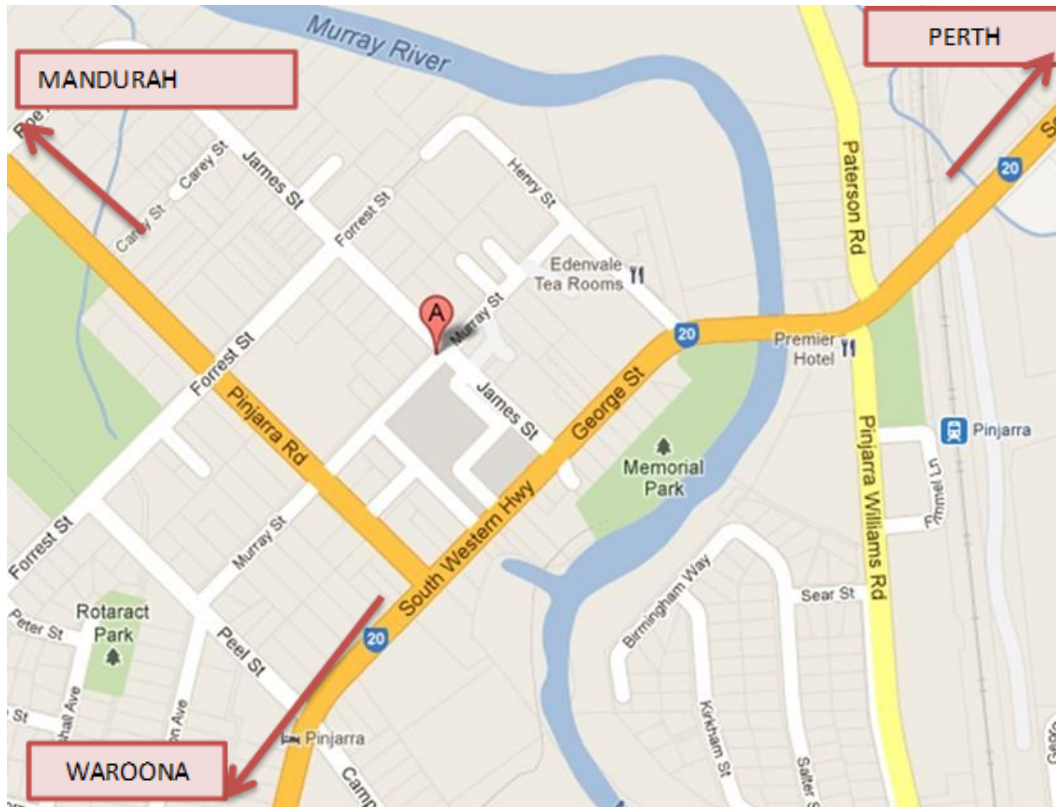 Murray River
PERTH
MANDURAH
Carey St
Carey St
James St
Forrest St
Henry St
Paterson Rd
20
Edenvale
Tea Rooms
A
Murray St
20
Premier
Hotel
Forrest St
Pinjarra Rd
James St
George St
Memorial
Park
Pinjarra
Pinjarra Williams Rd
South Western Hwy
Murray St
Forrest St
Birmingham Way
Sear St
Rotaract
Park
Peter St
Peel St
20
Kirkham St
Salter S
Pinjarra
Camp
WAROONA